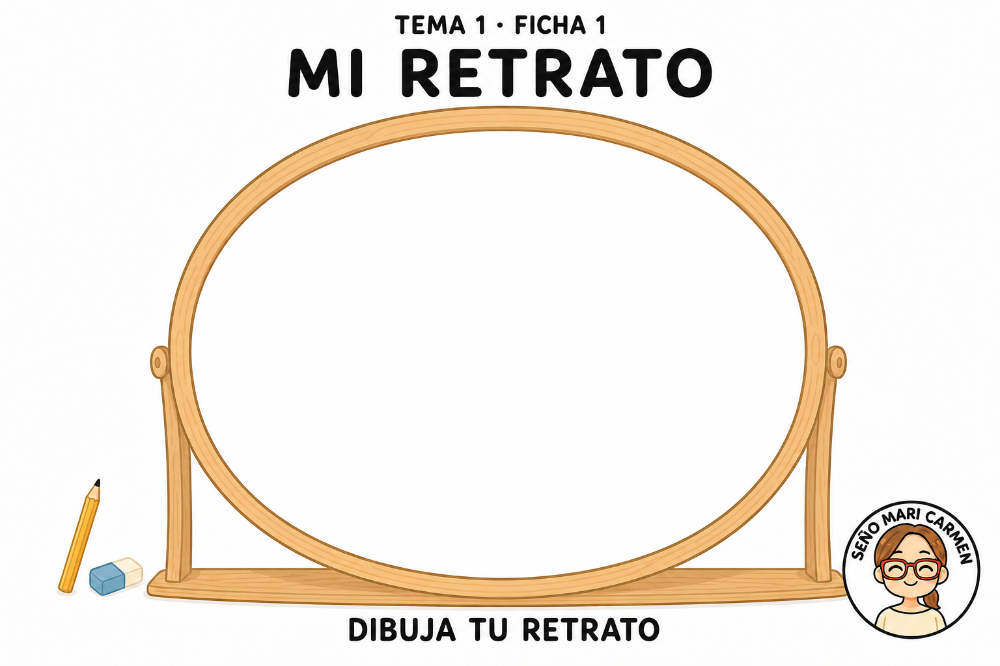 TEMA 1 · FICHA 1
MI RETRATO
SEÑO MARI CARMEN
DIBUJA TU RETRATO